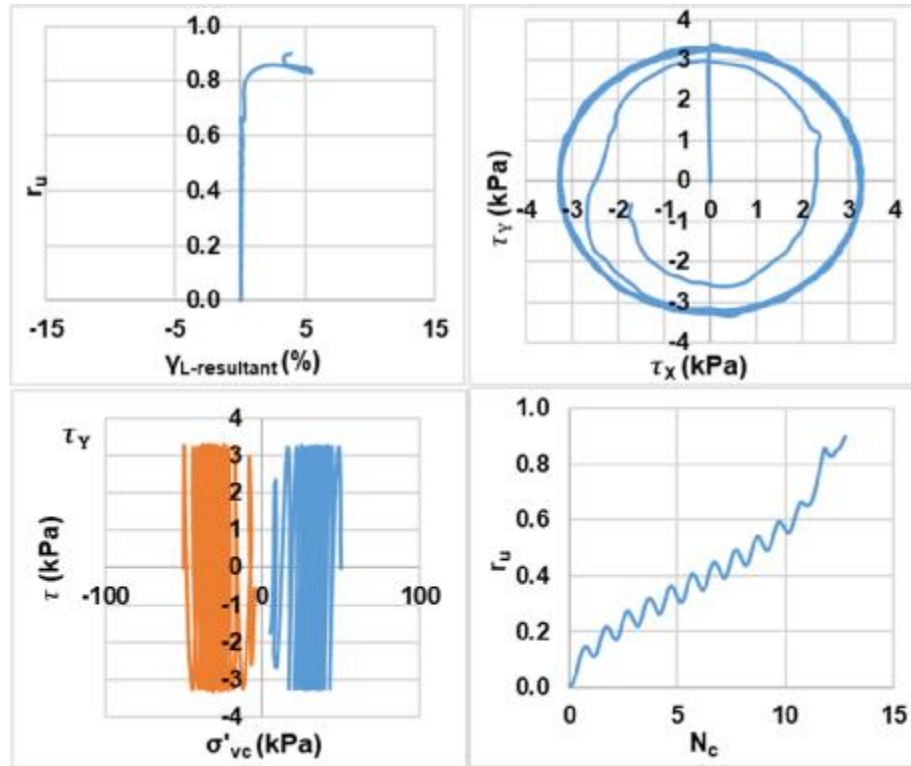 1.0
0.8
0.6
0.4
0.2
0.0
-15 -5 5 15
r_u
γ_L-resultant (%)
4
3
2
1
0
-4 -3 -2 -1 0 1 2 3 4
-1
-2
-3
-4
τ_Y (kPa)
τ_X (kPa)
τ_Y
4
3
2
1
0
-100 0 100
-1
-2
-3
-4
τ (kPa)
σ'_vc (kPa)
1.0
0.8
0.6
0.4
0.2
0.0
0 5 10 15
r_u
N_c